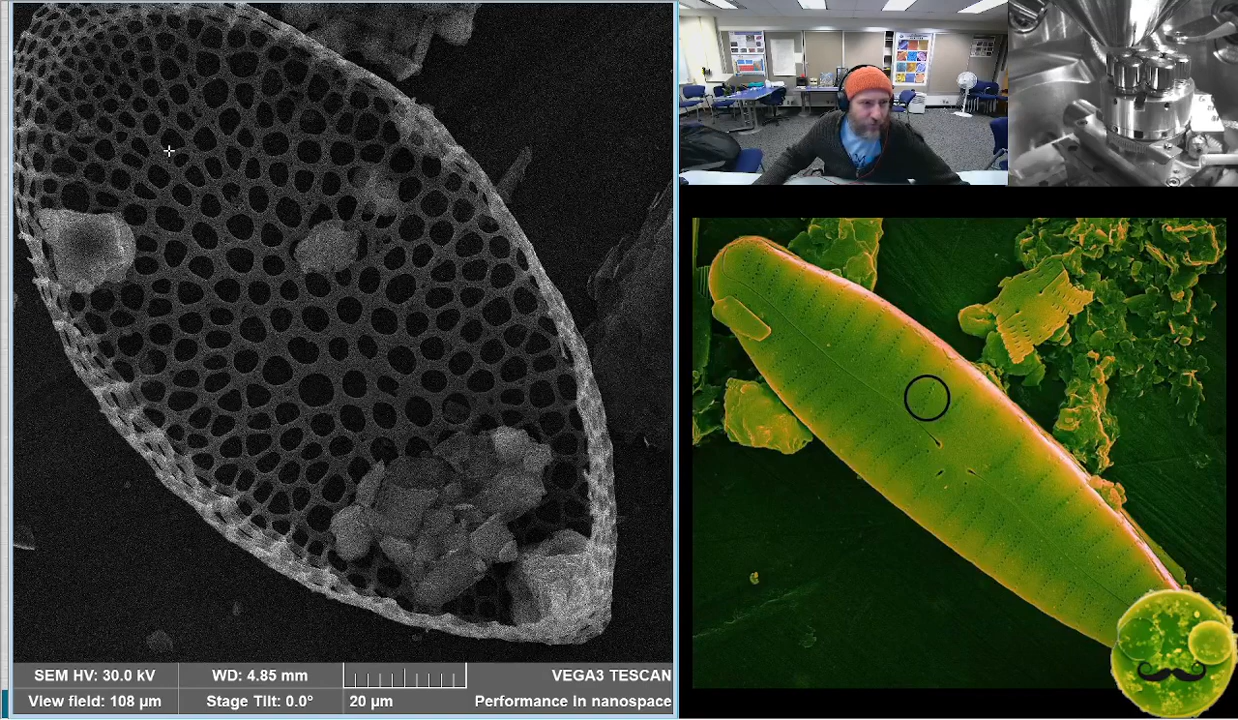 SEM HV: 30.0 kV
WD: 4.85 mm
VEGA3 TESCAN
View field: 108 µm
Stage Tilt: 0.0°
20 µm
Performance in nanospace